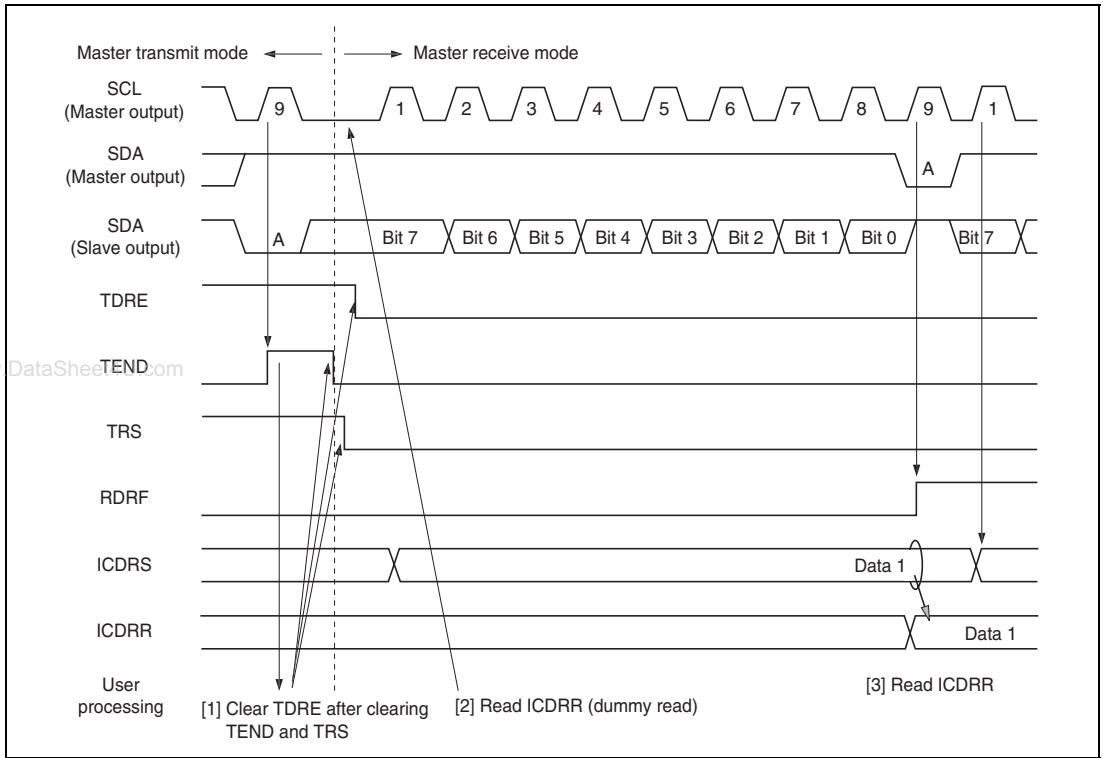 Master transmit mode
Master receive mode
SCL
(Master output)
9 1 2 3 4 5 6 7 8 9 1
SDA
(Master output)
A
SDA
(Slave output)
A Bit 7 Bit 6 Bit 5 Bit 4 Bit 3 Bit 2 Bit 1 Bit 0 Bit 7
TDRE
TEND
TRS
RDRF
ICDRS
Data 1
ICDRR
Data 1
User
processing
[1] Clear TDRE after clearing
TEND and TRS
[2] Read ICDRR (dummy read)
[3] Read ICDRR